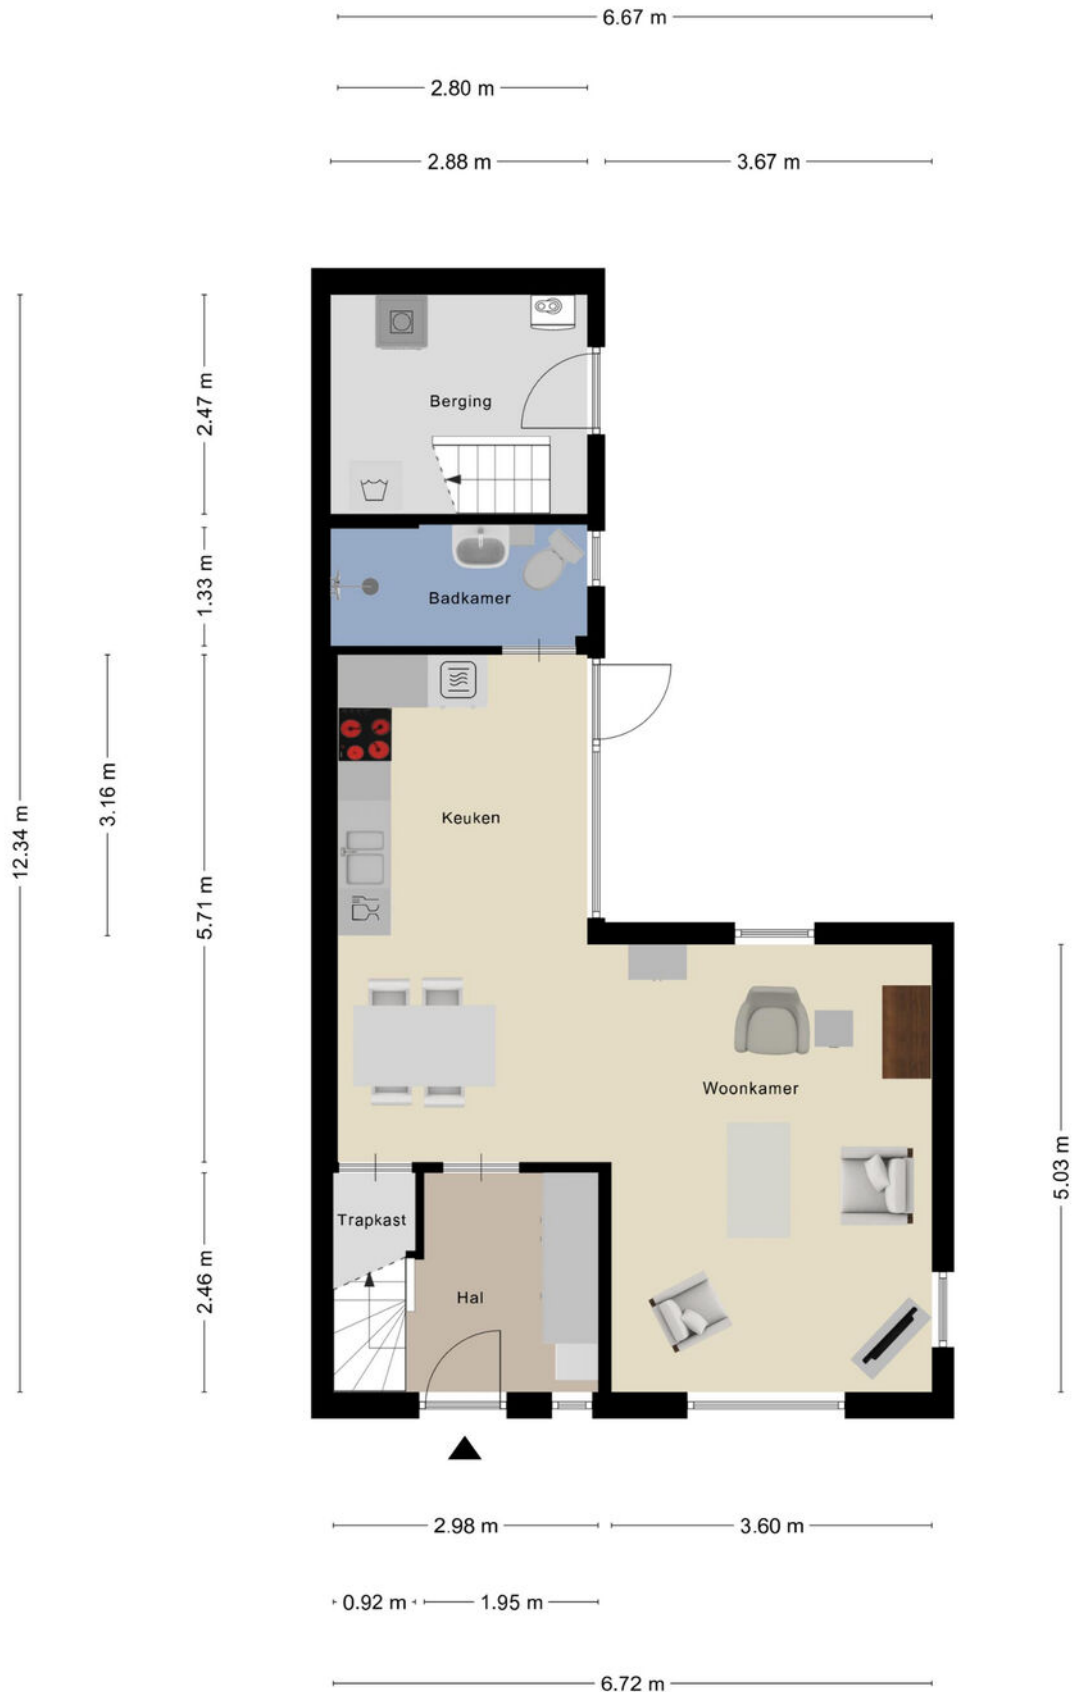 6.67 m
2.80 m
2.88 m
3.67 m
2.47 m
Berging
1.33 m
Badkamer
3.16 m
12.34 m
5.71 m
Keuken
Woonkamer
5.03 m
Trapkast
2.46 m
Hal
2.98 m
3.60 m
0.92 m
1.95 m
6.72 m